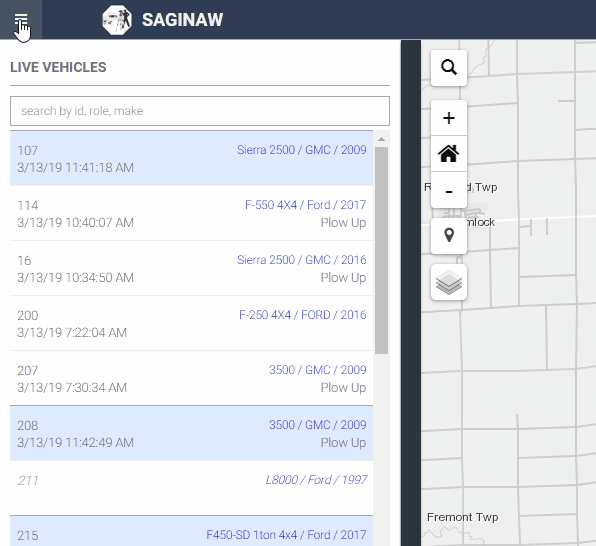 SAGINAW
LIVE VEHICLES
search by id, role, make
107 Sierra 2500 / GMC / 2009
3/13/19 11:41:18 AM
114 F-550 4X4 / Ford / 2017
3/13/19 10:40:07 AM Plow Up
16 Sierra 2500 / GMC / 2016
3/13/19 10:34:50 AM Plow Up
200 F-250 4X4 / FORD / 2016
3/13/19 7:22:04 AM
207 3500 / GMC / 2009
3/13/19 7:30:34 AM Plow Up
208 3500 / GMC / 2009
3/13/19 11:42:49 AM Plow Up
211 L8000 / Ford / 1997
215 F450-SD 1ton 4x4 / Ford / 2017
+
-
Twp
mlock
Fremont Twp